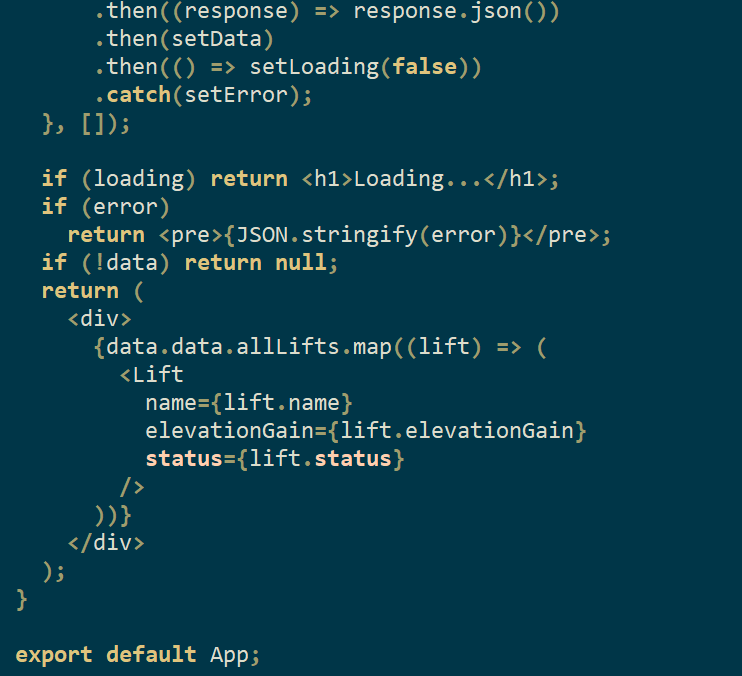 .then((response) => response.json())
.then(setData)
.then(() => setLoading(false))
.catch(setError);
}, []);
if (loading) return <h1>Loading...</h1>;
if (error)
return <pre>{JSON.stringify(error)}</pre>;
if (!data) return null;
return (
<div>
{data.data.allLifts.map((lift) => (
<Lift
name={lift.name}
elevationGain={lift.elevationGain}
status={lift.status}
/>
))}
</div>
);
}
export default App;